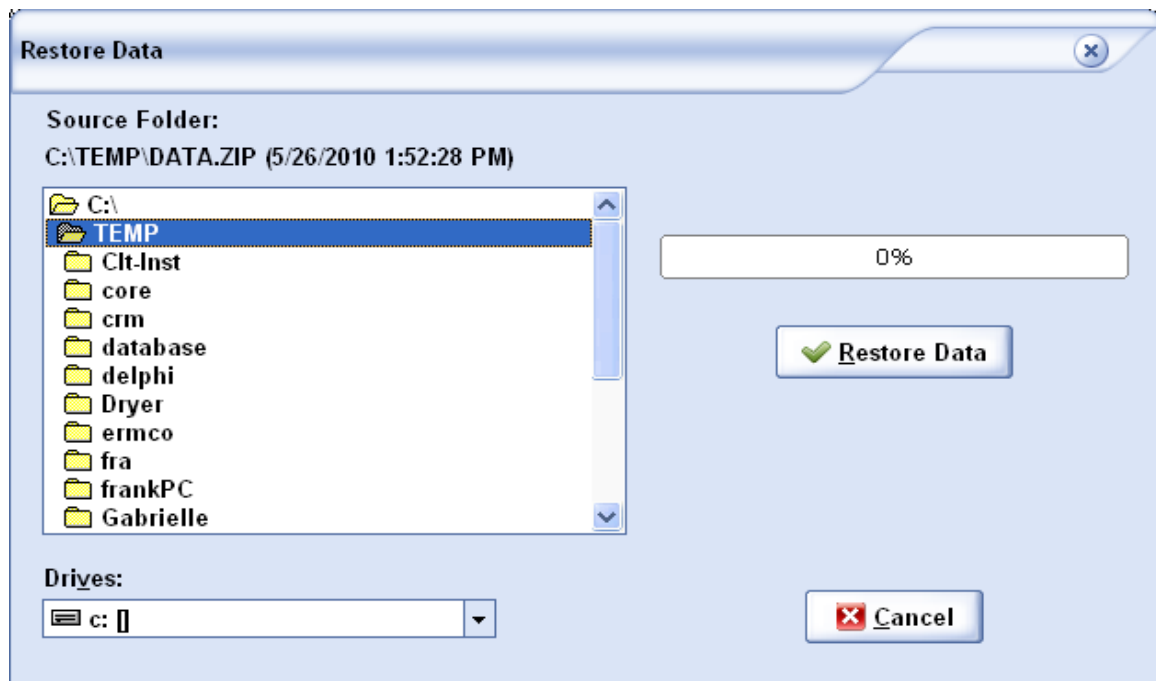 Restore Data
Source Folder:
C:\TEMP\DATA.ZIP (5/26/2010 1:52:28 PM)
C:\
TEMP
Clt-Inst
core
crm
database
delphi
Dryer
ermco
fra
frankPC
Gabrielle
0%
Restore Data
Drives:
c: []
Cancel